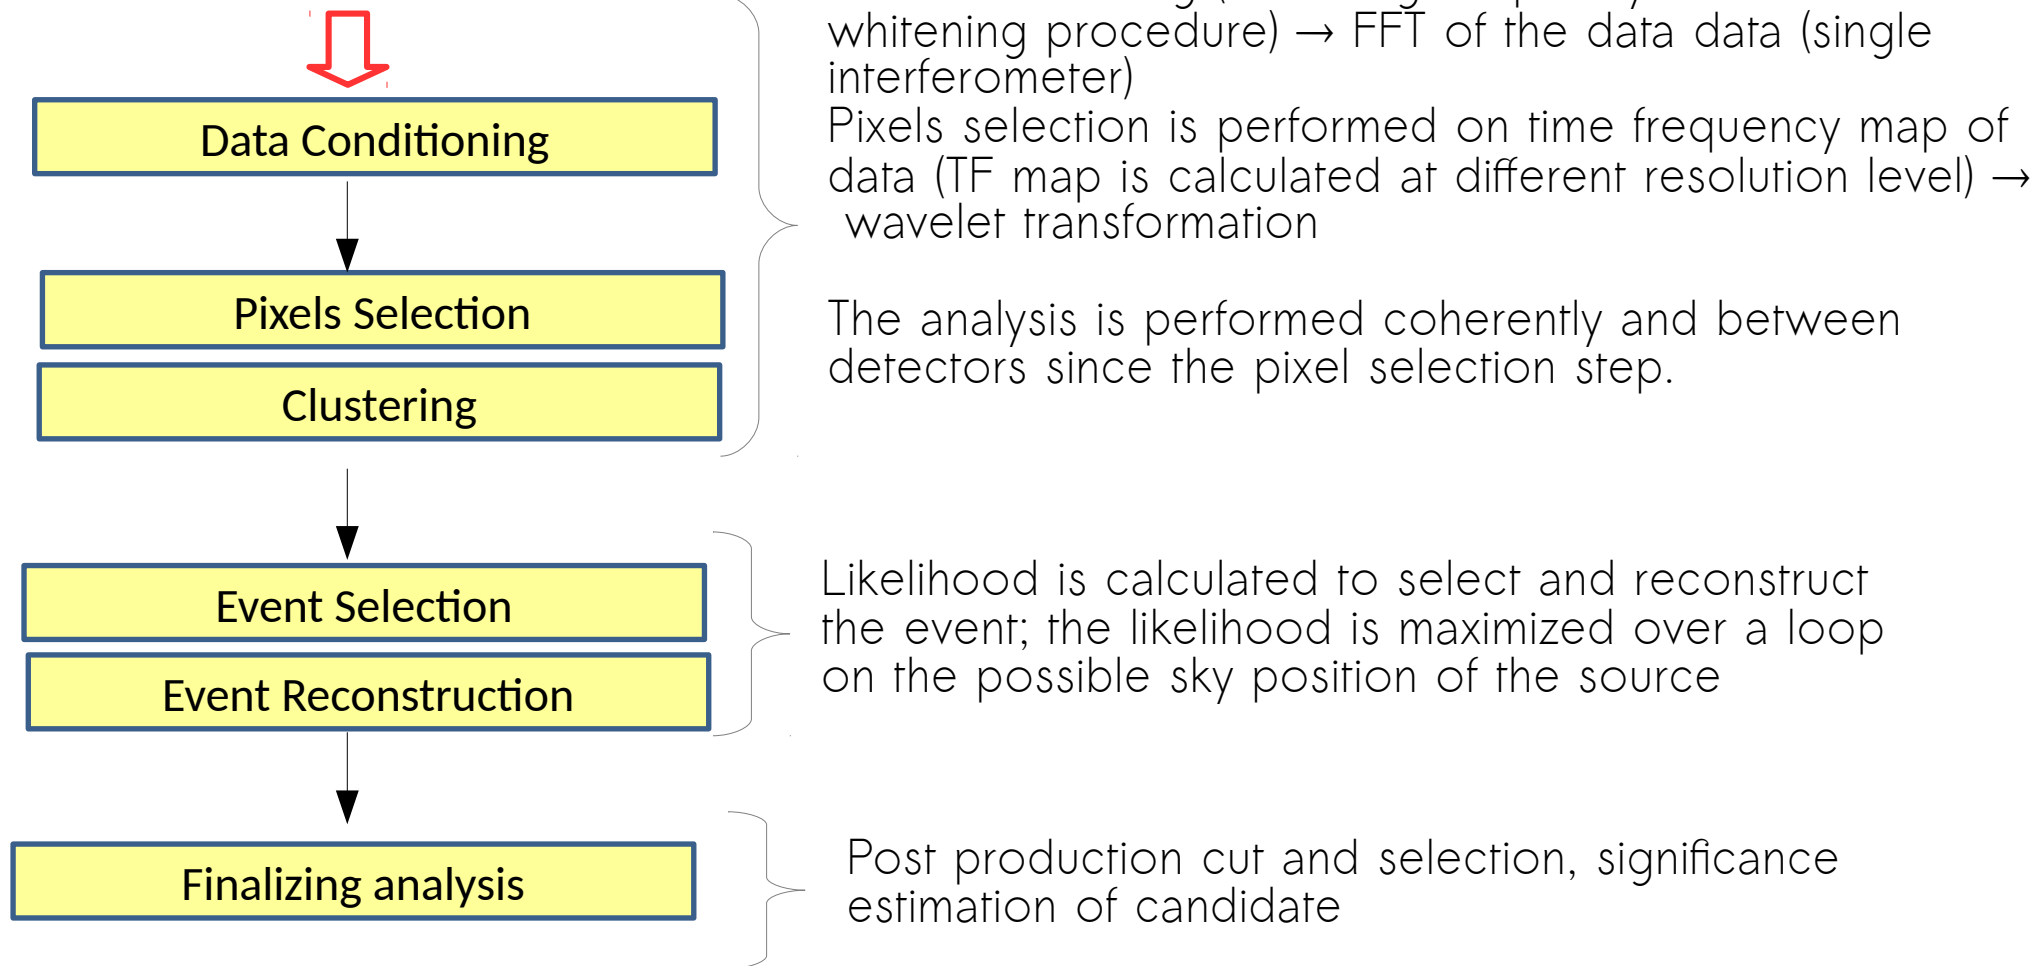 whitening procedure) → FFT of the data data (single
interferometer)
Pixels selection is performed on time frequency map of
data (TF map is calculated at different resolution level) →
wavelet transformation
The analysis is performed coherently and between
detectors since the pixel selection step.
Data Conditioning
Pixels Selection
Clustering
Likelihood is calculated to select and reconstruct
the event; the likelihood is maximized over a loop
on the possible sky position of the source
Event Selection
Event Reconstruction
Post production cut and selection, significance
estimation of candidate
Finalizing analysis